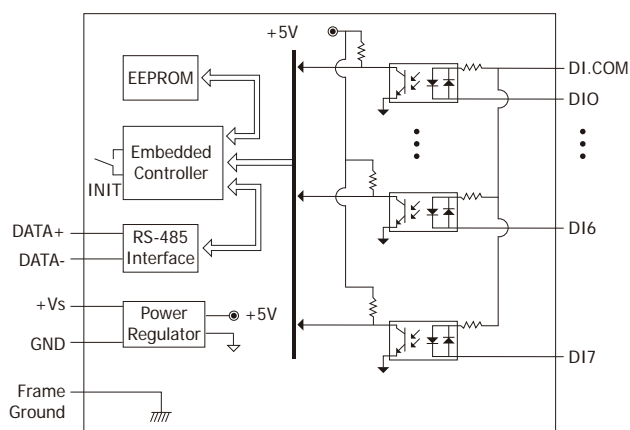 +5V
EEPROM
DI.COM
DIO
Embedded
Controller
INIT
DATA+
RS-485
Interface
DATA-
DI6
+Vs
Power
Regulator
+5V
GND
DI7
Frame
Ground